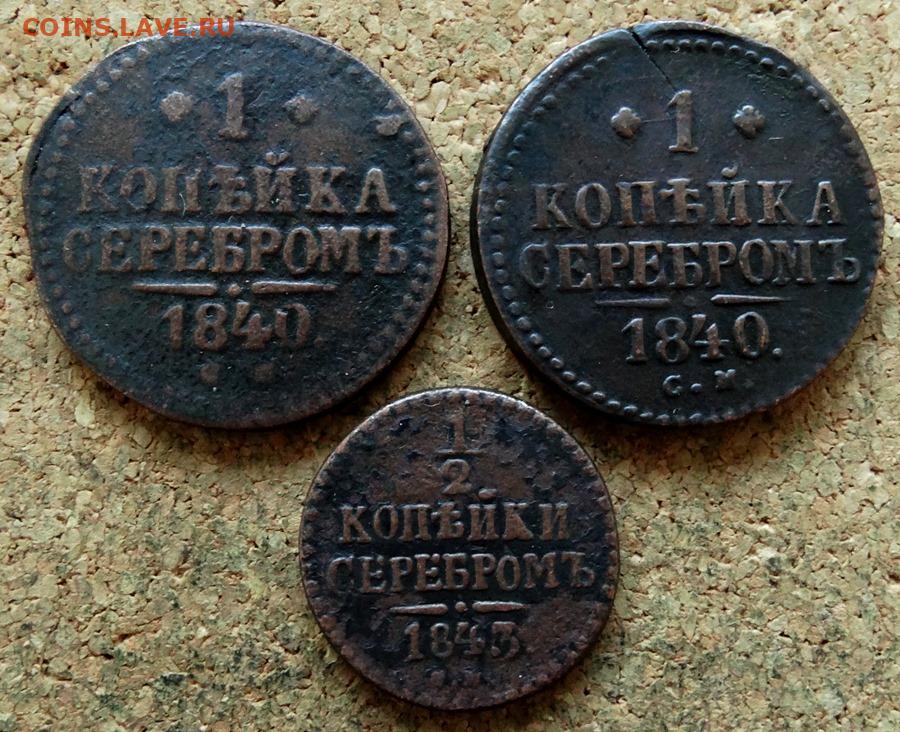 COINS.LAVE.RU
1
КОПѢЙКА
СЕРЕБРОМЪ
1840.
1
КОПѢЙКА
СЕРЕБРОМЪ
1840.
С. М.
1
2
КОПѢЙКИ
СЕРЕБРОМЪ
1843.